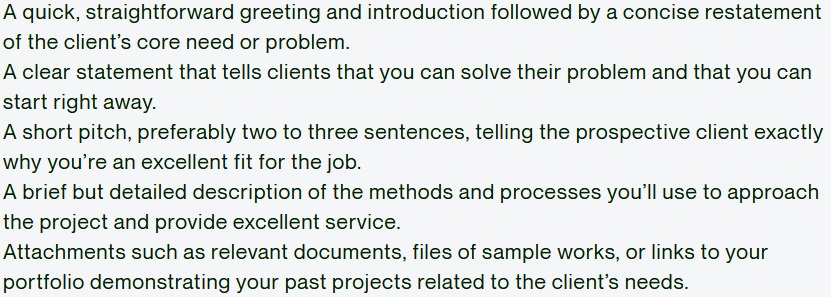 A quick, straightforward greeting and introduction followed by a concise restatement
of the client’s core need or problem.
A clear statement that tells clients that you can solve their problem and that you can
start right away.
A short pitch, preferably two to three sentences, telling the prospective client exactly
why you’re an excellent fit for the job.
A brief but detailed description of the methods and processes you’ll use to approach
the project and provide excellent service.
Attachments such as relevant documents, files of sample works, or links to your
portfolio demonstrating your past projects related to the client’s needs.